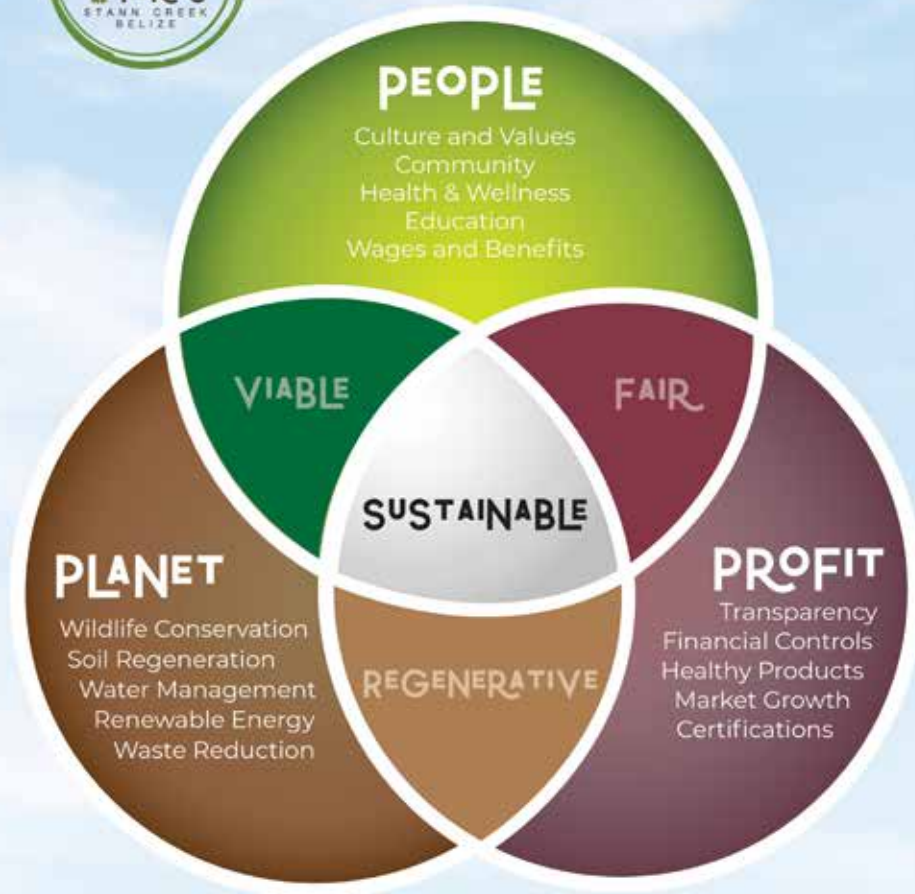 STANN CREEK
BELIZE
PEOPLE
Culture and Values
Community
Health & Wellness
Education
Wages and Benefits
VIABLE
FAIR
SUSTAINABLE
PLANET
Wildlife Conservation
Soil Regeneration
Water Management
Renewable Energy
Waste Reduction
PROFIT
Transparency
Financial Controls
Healthy Products
Market Growth
Certifications
REGENERATIVE